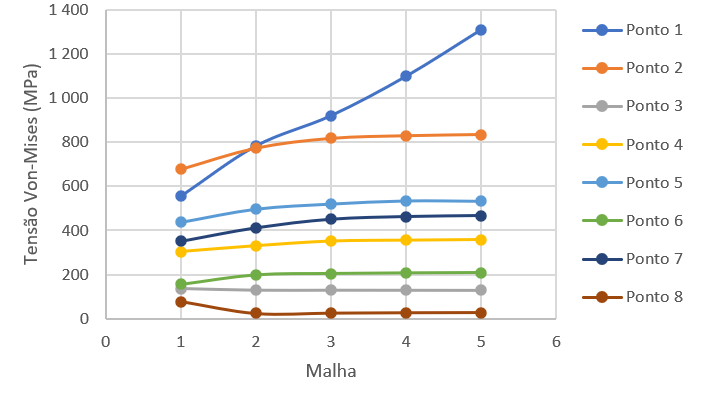 1 400
1 200
1 000
800
600
400
200
0
Tensão Von-Mises (MPa)
0 1 2 3 4 5 6
Malha
Ponto 1
Ponto 2
Ponto 3
Ponto 4
Ponto 5
Ponto 6
Ponto 7
Ponto 8